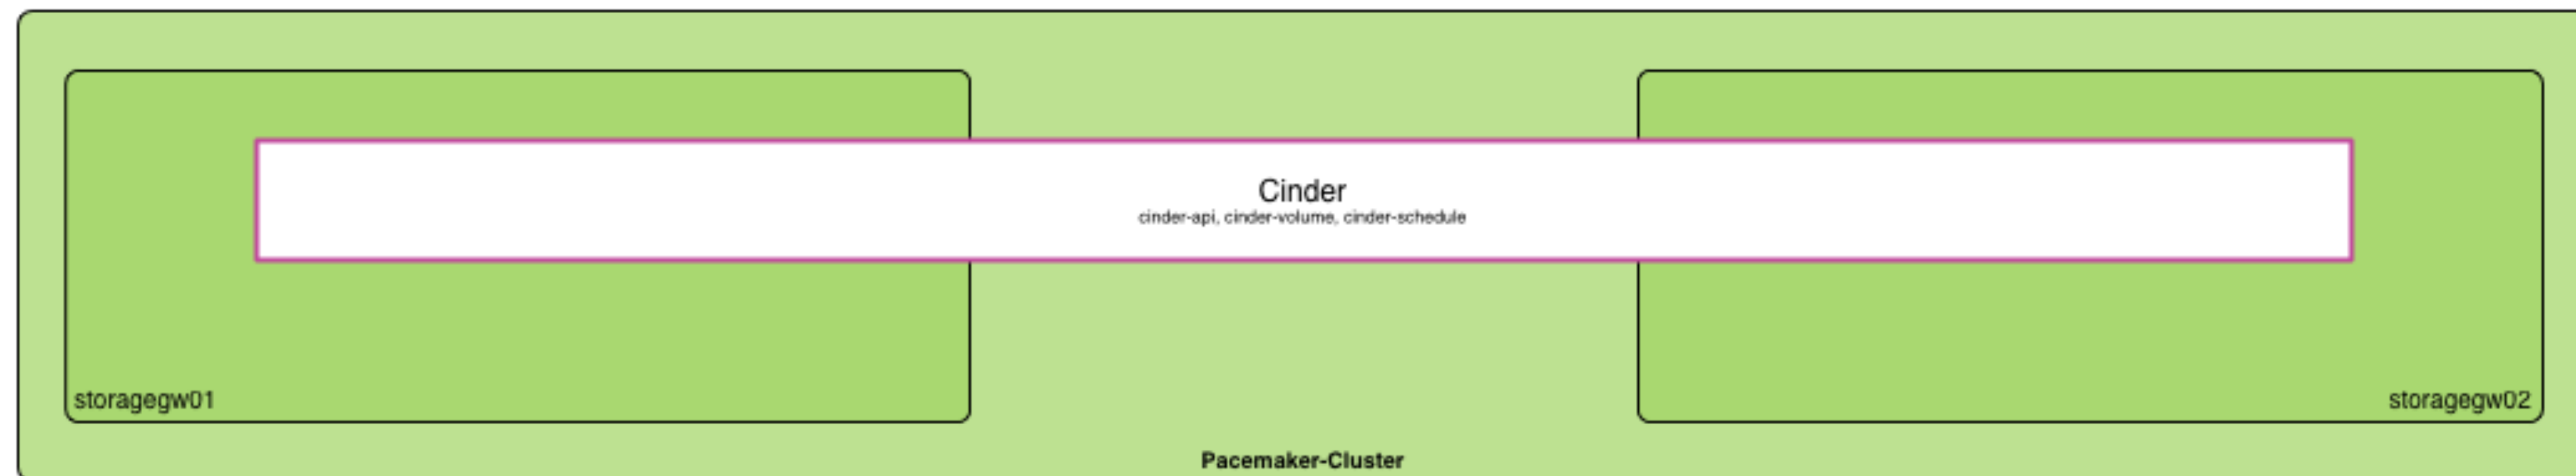 Cinder
cinder-api, cinder-volume, cinder-schedule
storagegw01
storagegw02
Pacemaker-Cluster